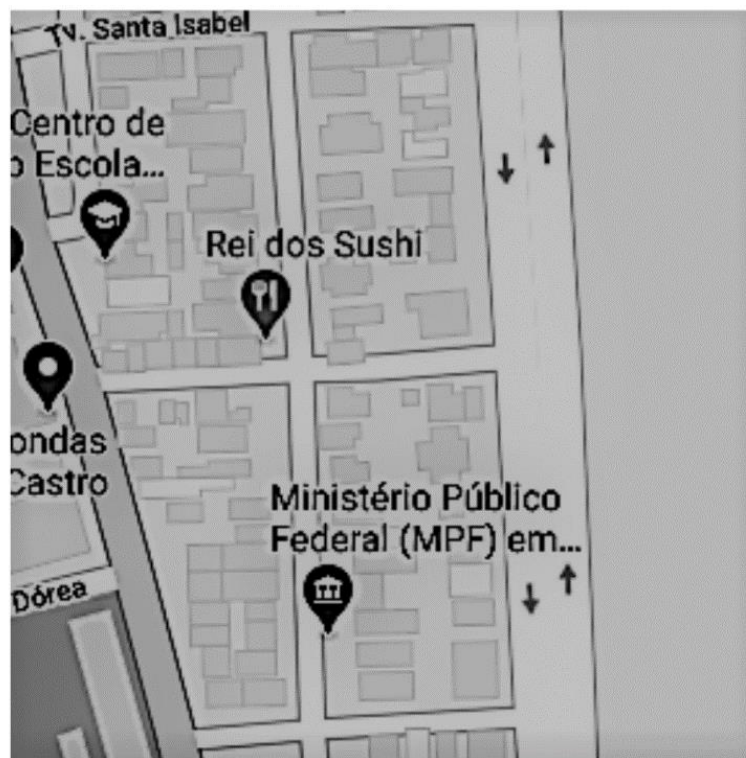 Tv. Santa Isabel
Centro de
o Escola...
Rei dos Sushi
ondas
Castro
Ministério Público
Federal (MPF) em...
Dórea